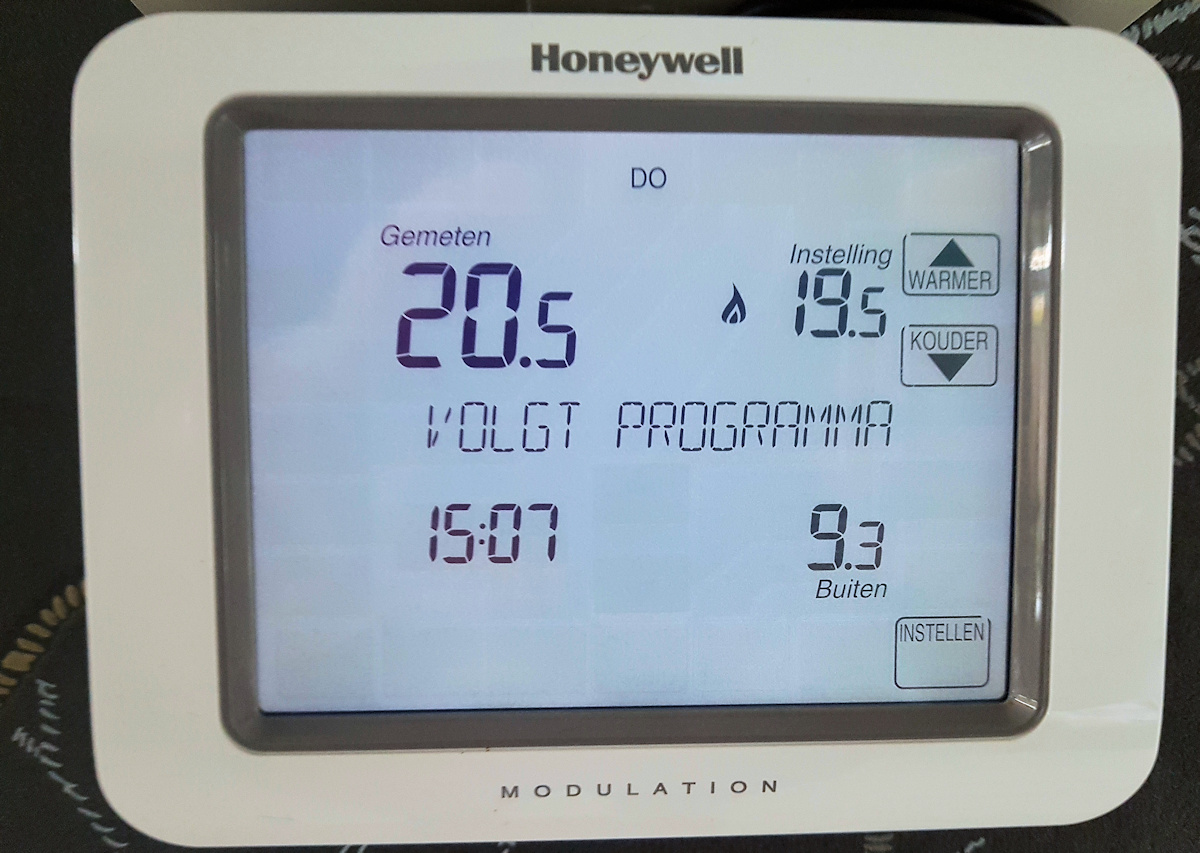 Honeywell
DO
Gemeten
20.5
Instelling
19.5
WARMER
KOUDER
VOLGT PROGRAMMA
15:07
9.3
Buiten
INSTELLEN
MODULATION